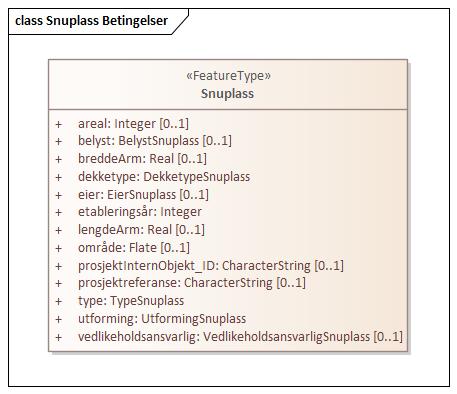 class Snuplass Betingelser
«FeatureType»
Snuplass
+ areal: Integer [0..1]
+ belyst: BelystSnuplass [0..1]
+ breddeArm: Real [0..1]
+ dekketype: DekketypeSnuplass
+ eier: EierSnuplass [0..1]
+ etableringsår: Integer
+ lengdeArm: Real [0..1]
+ område: Flate [0..1]
+ prosjektInternObjekt_ID: CharacterString [0..1]
+ prosjektreferanse: CharacterString [0..1]
+ type: TypeSnuplass
+ utforming: UtformingSnuplass
+ vedlikeholdsansvarlig: VedlikeholdsansvarligSnuplass [0..1]